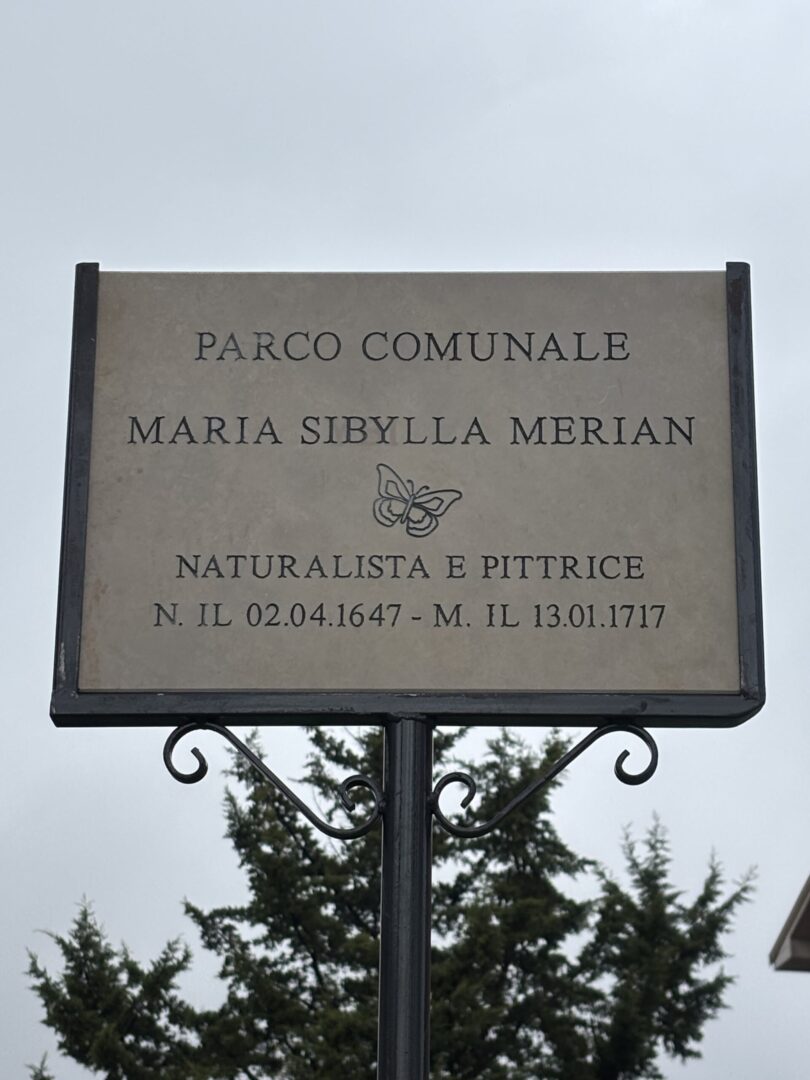 PARCO COMUNALE
MARIA SIBYLLA MERIAN
NATURALISTA E PITTRICE
N. IL 02.04.1647 - M. IL 13.01.1717